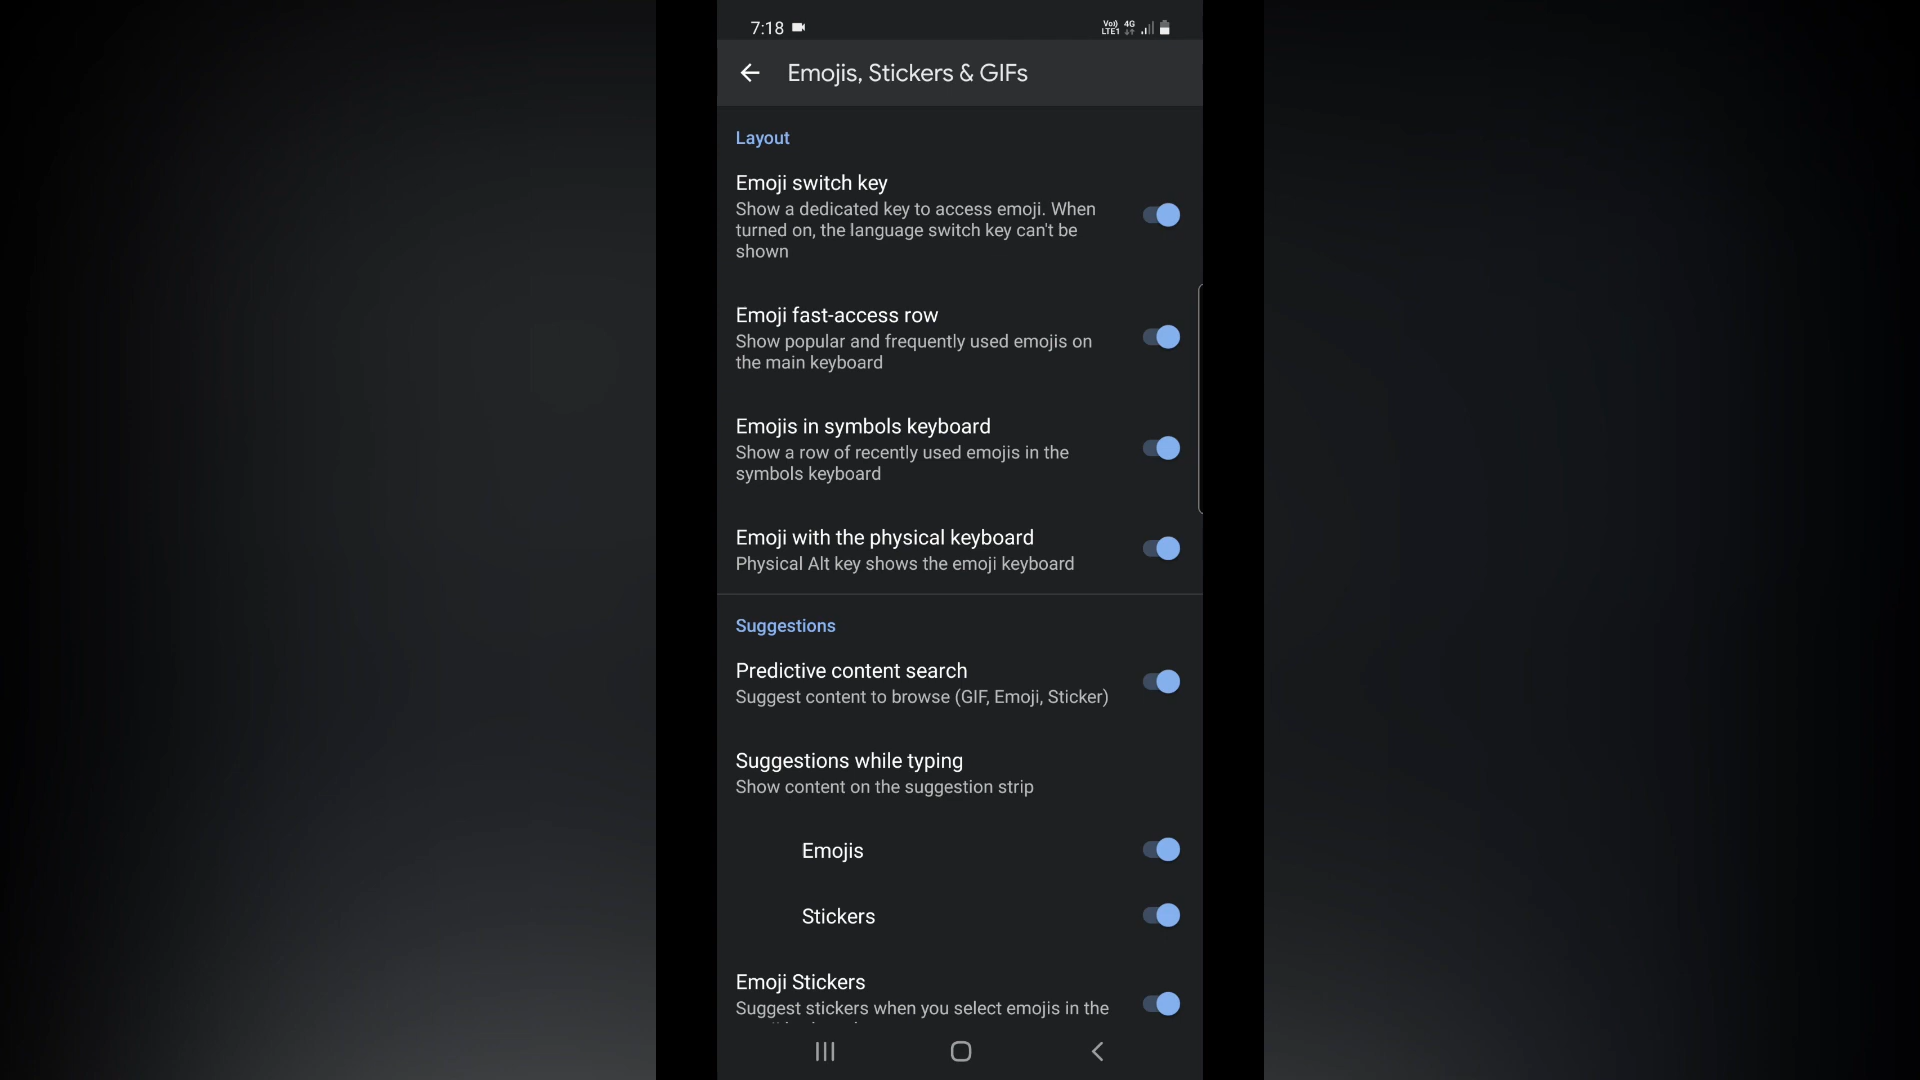 7:18
Vo)) 4G
LTE1
Emojis, Stickers & GIFs
Layout
Emoji switch key
Show a dedicated key to access emoji. When
turned on, the language switch key can't be
shown
Emoji fast-access row
Show popular and frequently used emojis on
the main keyboard
Emojis in symbols keyboard
Show a row of recently used emojis in the
symbols keyboard
Emoji with the physical keyboard
Physical Alt key shows the emoji keyboard
Suggestions
Predictive content search
Suggest content to browse (GIF, Emoji, Sticker)
Suggestions while typing
Show content on the suggestion strip
Emojis
Stickers
Emoji Stickers
Suggest stickers when you select emojis in the